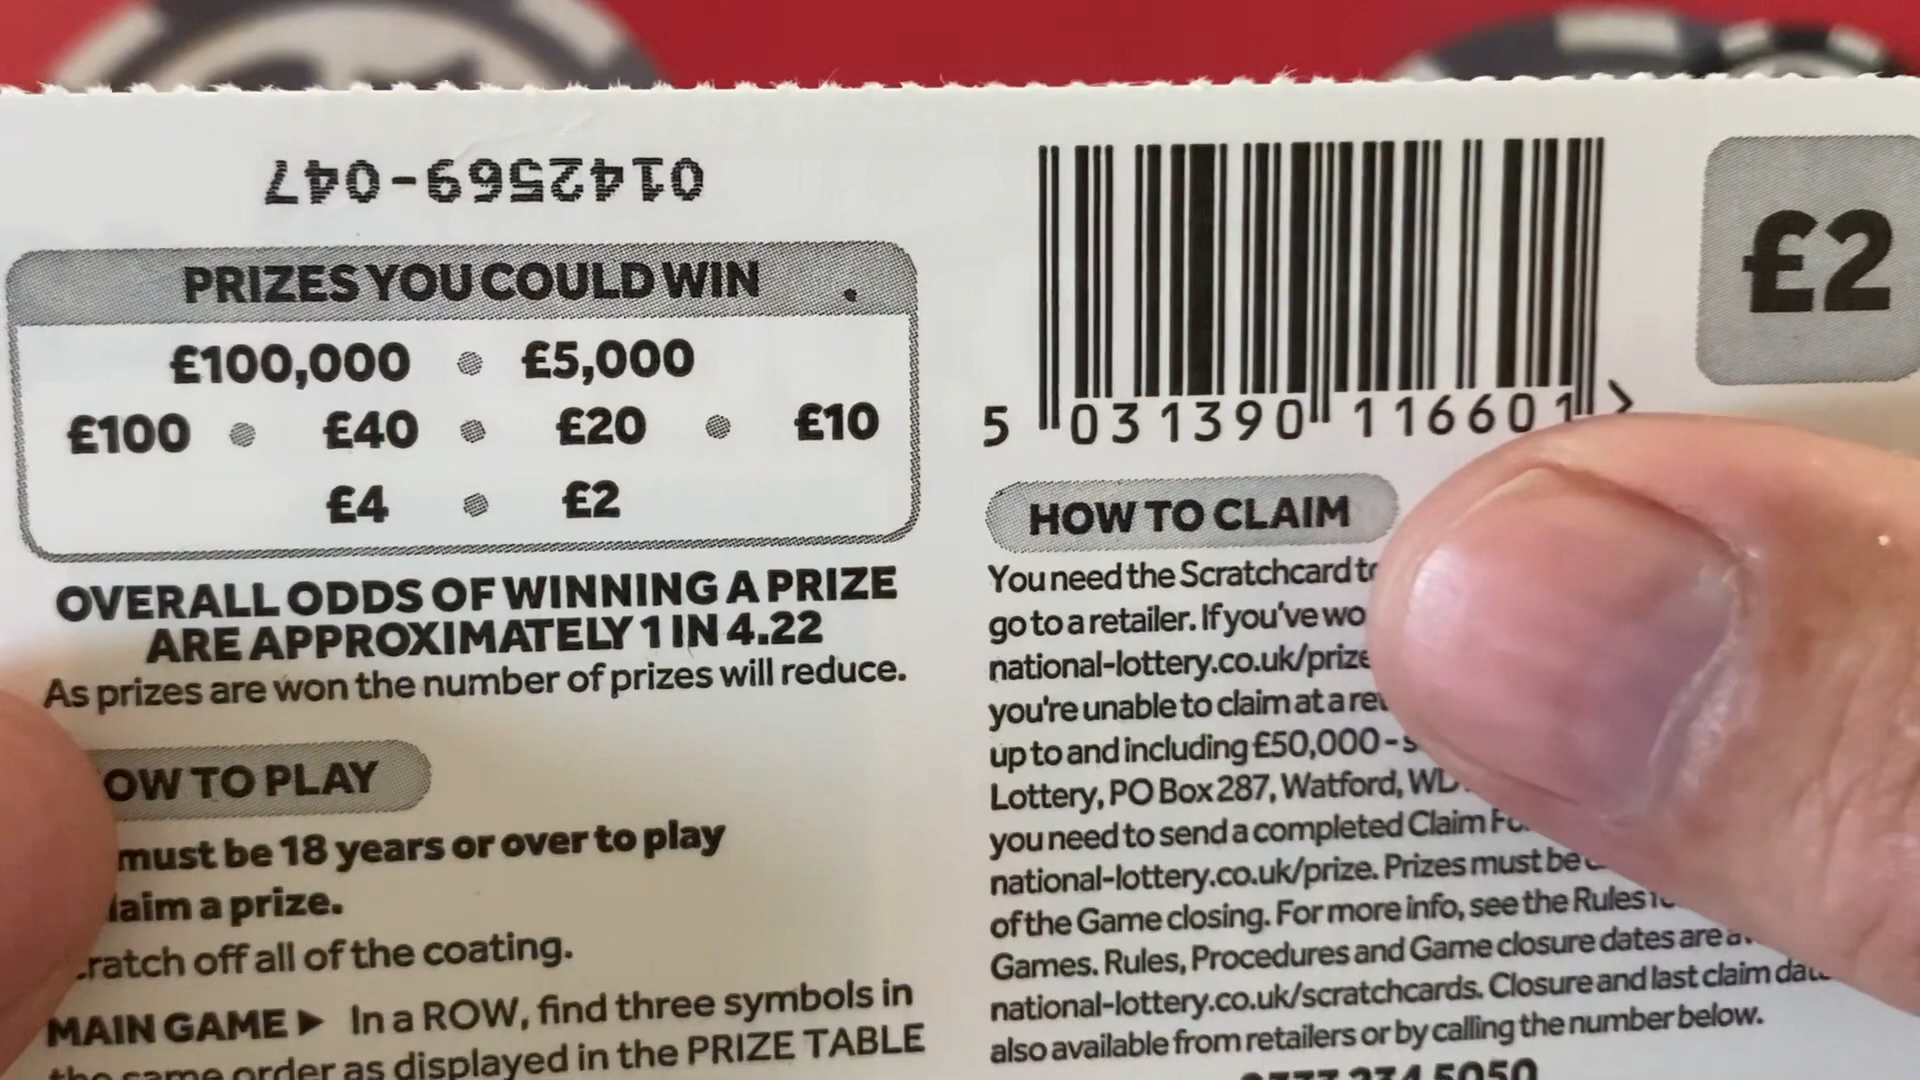 0142569-047
PRIZES YOU COULD WIN
£100,000 • £5,000
£100 • £40 • £20 • £10
£4 • £2
OVERALL ODDS OF WINNING A PRIZE
ARE APPROXIMATELY 1 IN 4.22
As prizes are won the number of prizes will reduce.
OW TO PLAY
must be 18 years or over to play
laim a prize.
ratch off all of the coating.
MAIN GAME ▶ In a ROW, find three symbols in
the same order as displayed in the PRIZE TABLE
5 031390 116601 >
£2
HOW TO CLAIM
You need the Scratchcard
go to a retailer. If you've
national-lottery.co.uk/prize
you're unable to claim at a
up to and including £50,000 -
Lottery, PO Box 287, Watford,
you need to send a completed Claim
national-lottery.co.uk/prize. Prizes must be
of the Game closing. For more info, see the Rules
Games. Rules, Procedures and Game closure dates are
national-lottery.co.uk/scratchcards. Closure and last claim
also available from retailers or by calling the number below.